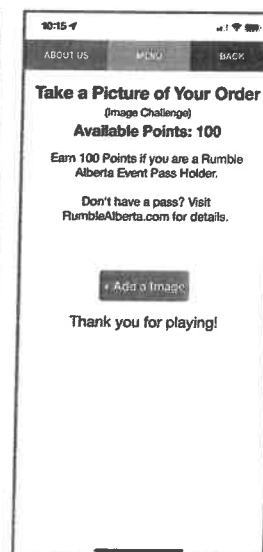 10:15
ABOUT US MENU BACK
Take a Picture of Your Order
(Image Challenge)
Available Points: 100
Earn 100 Points if you are a Rumble
Alberta Event Pass Holder.
Don't have a pass? Visit
RumbleAlberta.com for details.
+ Add a Image
Thank you for playing!